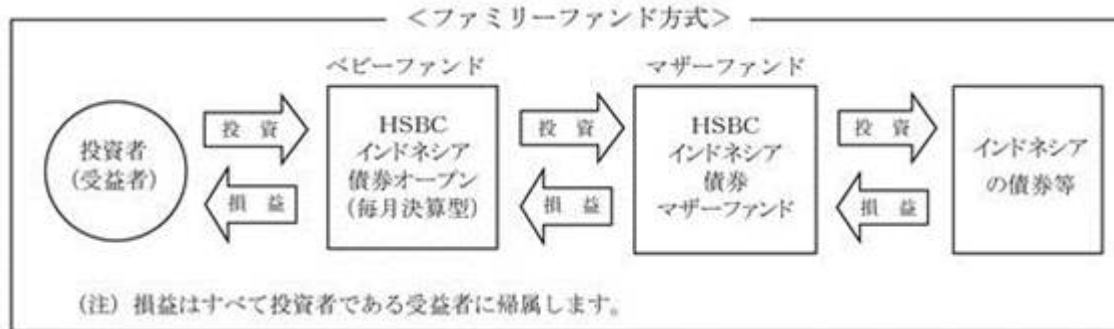 ＜ファミリーファンド方式＞
ベビーファンド
マザーファンド
投資者
(受益者)
投 資
損 益
HSBC
インドネシア
債券オープン
(毎月決算型)
投 資
損 益
HSBC
インドネシア
債券
マザーファンド
投 資
損 益
インドネシア
の債券等
(注) 損益はすべて投資者である受益者に帰属します。